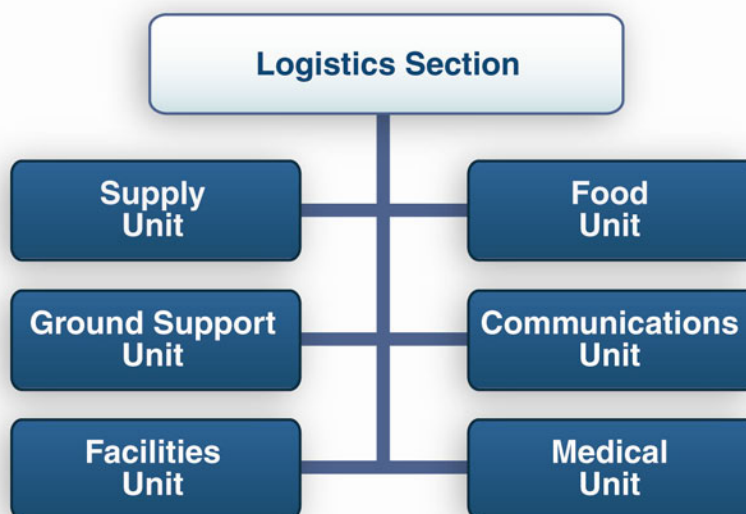 Logistics Section
Supply
Unit
Food
Unit
Ground Support
Unit
Communications
Unit
Facilities
Unit
Medical
Unit